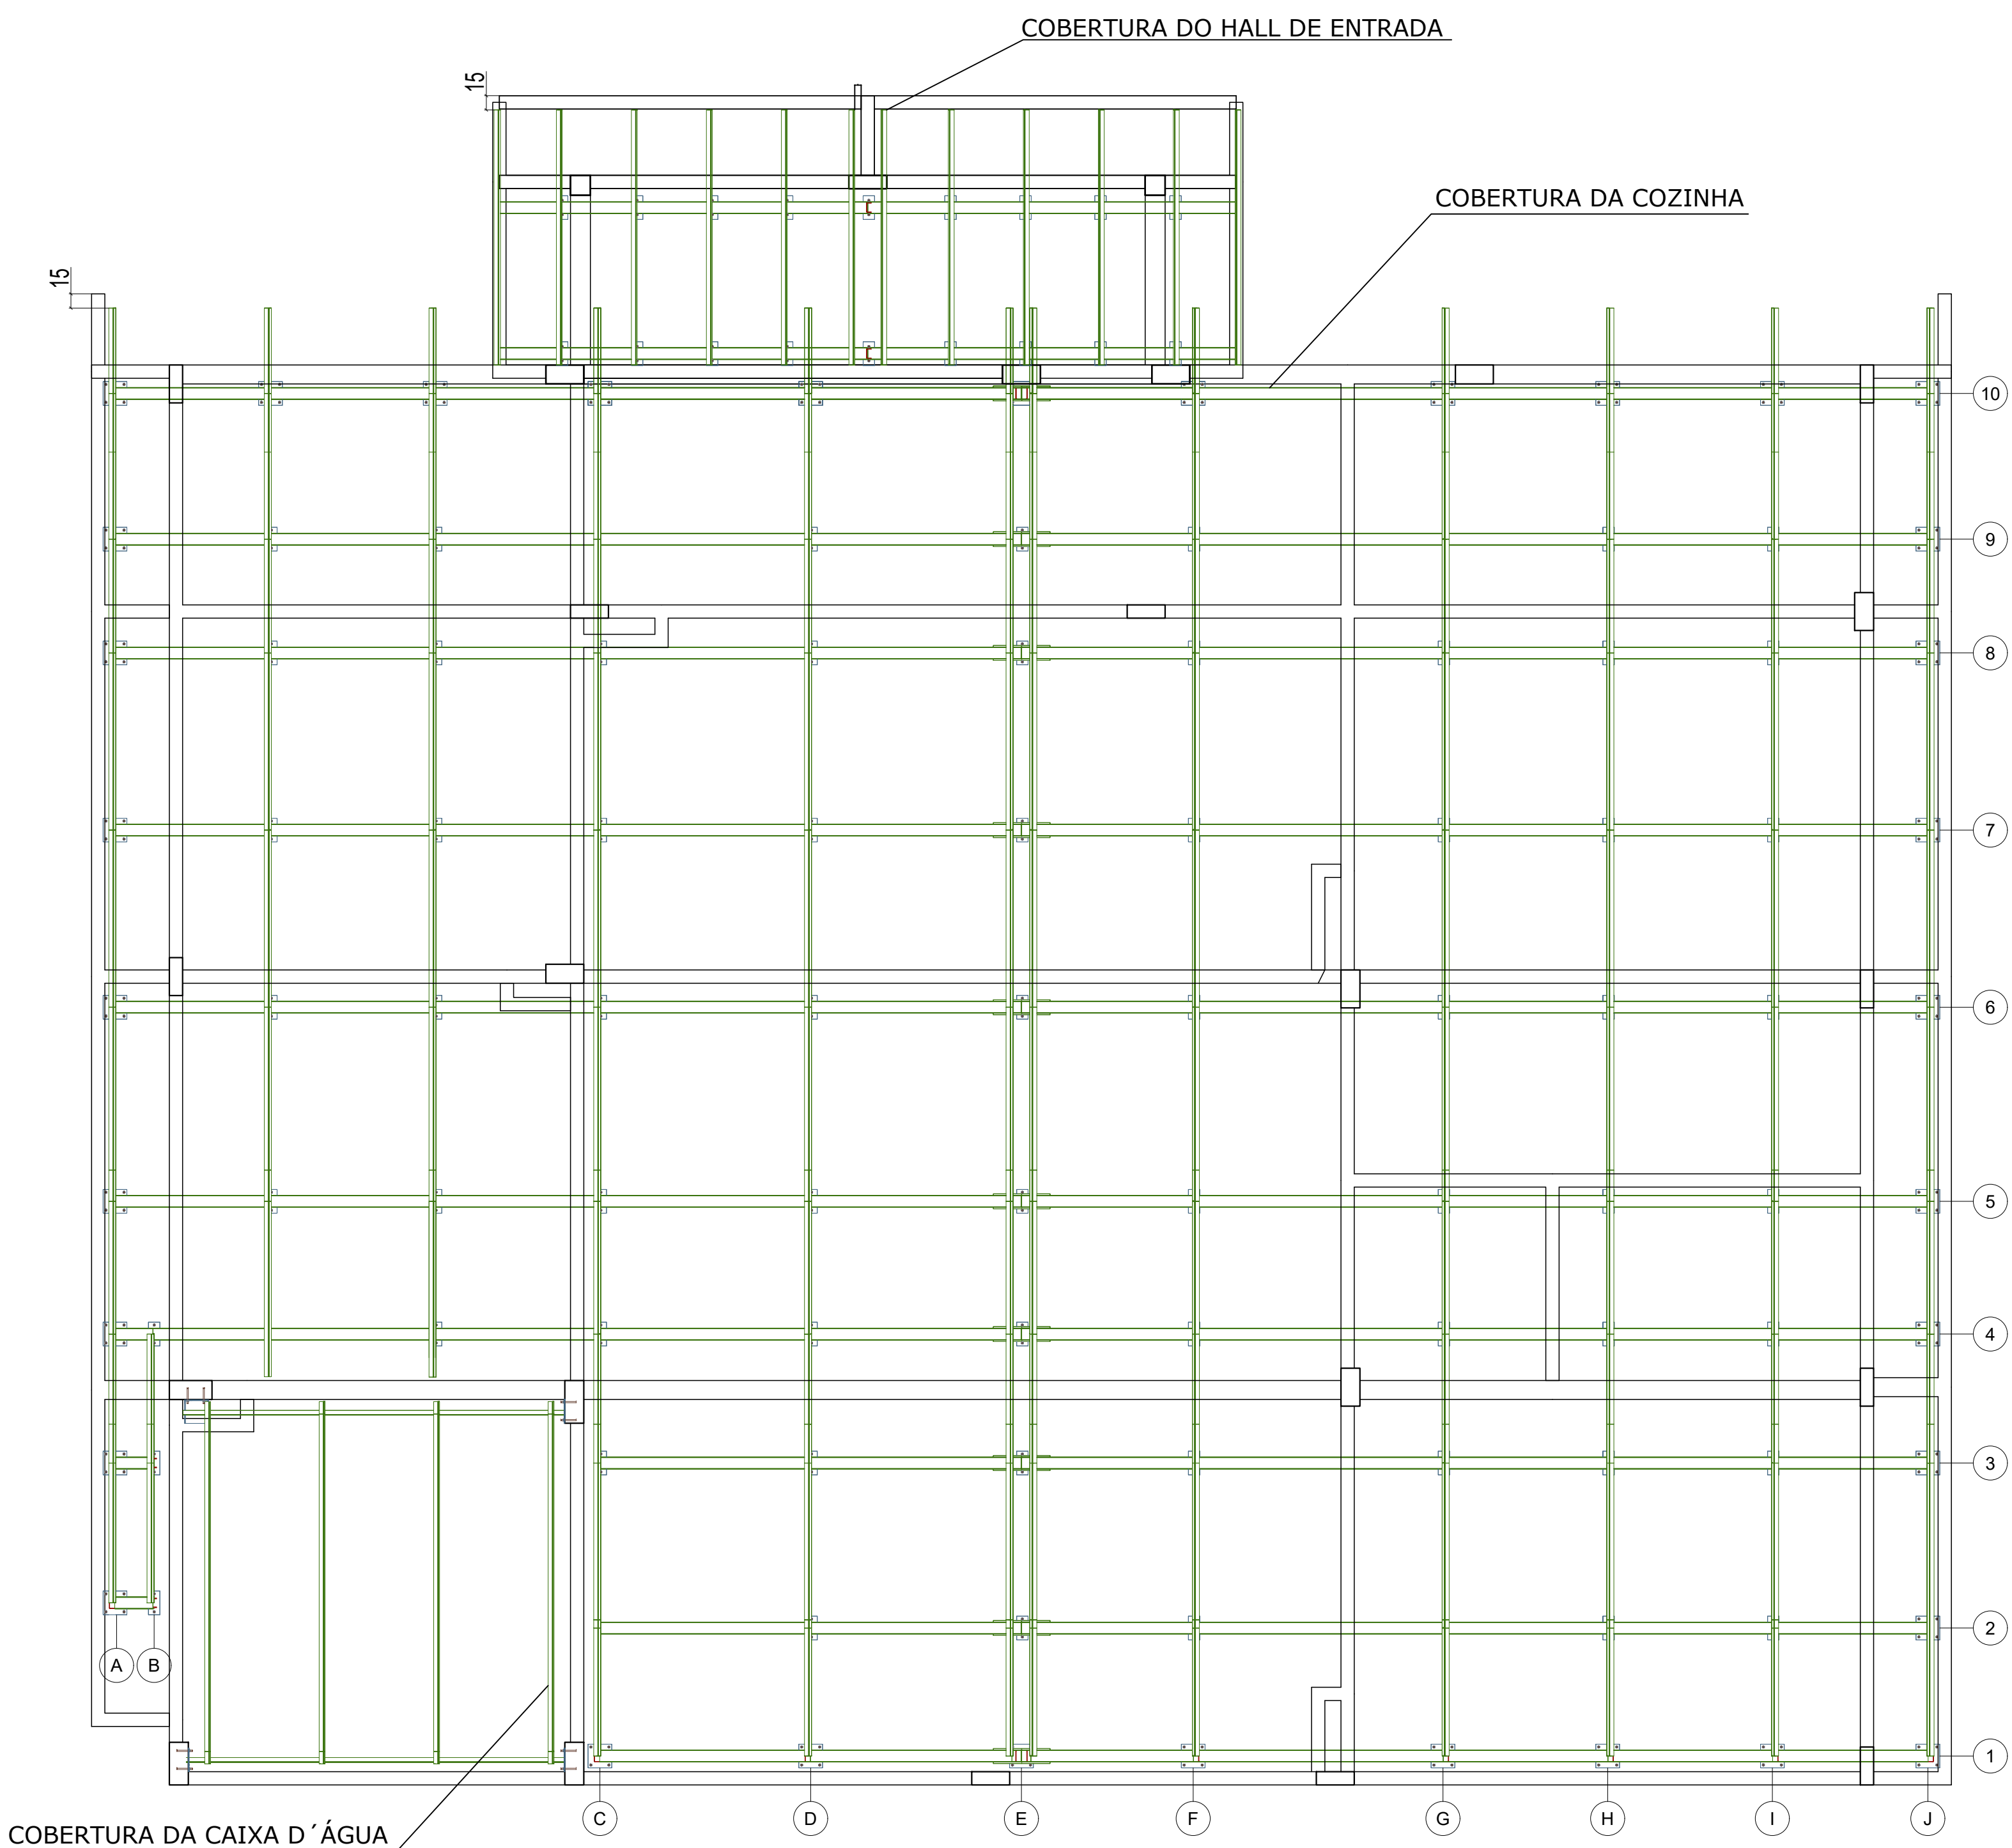 COBERTURA DO HALL DE ENTRADA
15
COBERTURA DA COZINHA
15
10
9
8
7
6
5
4
3
2
A B
1
C D E F G H I J
COBERTURA DA CAIXA D´ÁGUA